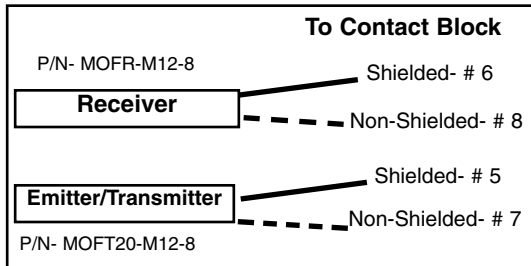 To Contact Block
P/N- MOFR-M12-8
Shielded- # 6
Receiver
Non-Shielded- # 8
Shielded- # 5
Emitter/Transmitter
Non-Shielded- # 7
P/N- MOFT20-M12-8